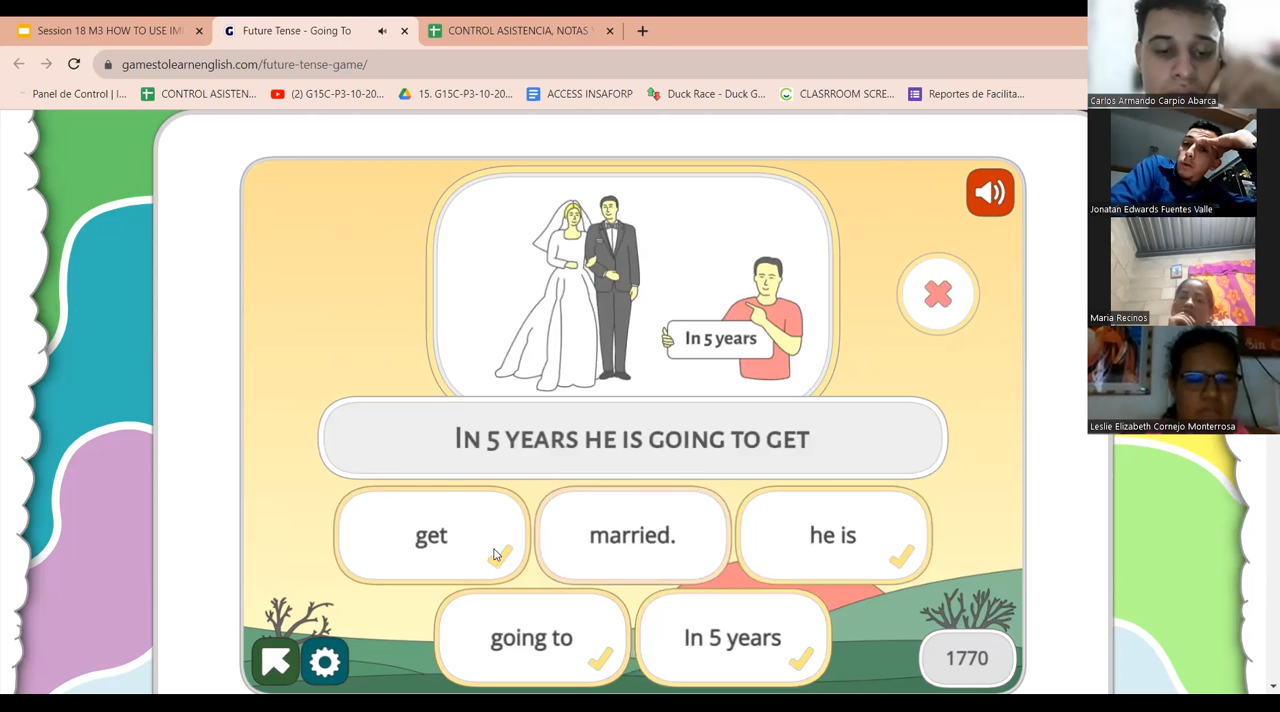 Session 18 M3 HOW TO USE IM
Future Tense - Going To
CONTROL ASISTENCIA, NOTAS Y
gamestolearnenglish.com/future-tense-game/
Panel de Control | I...
CONTROL ASISTEN...
(2) G15C-P3-10-20...
15. G15C-P3-10-20...
ACCESS INSAFORP
Duck Race - Duck G...
CLASRROOM SCRE...
Reportes de Facilita...
Carlos Armando Carpio Abarca
Jonatan Edwards Fuentes Valle
Maria Recinos
Leslie Elizabeth Cornejo Monterrosa
In 5 years
IN 5 YEARS HE IS GOING TO GET
get
married.
he is
going to
In 5 years
1770